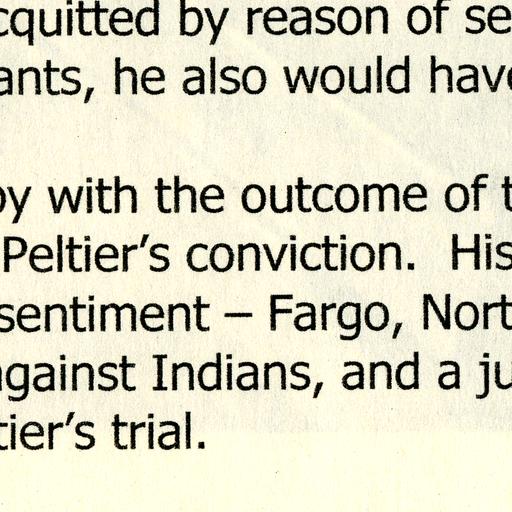 cquitted by reason of se
ants, he also would have
py with the outcome of t
Peltier's conviction.  His
sentiment – Fargo, Nort
against Indians, and a ju
tier's trial.